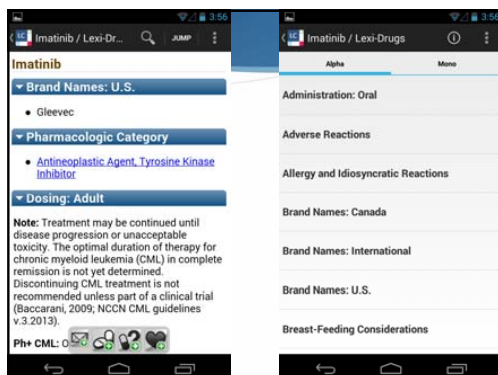 3:56
LC
Imatinib / Lexi-Dr...
JUMP
Imatinib
Brand Names: U.S.
Gleevec
Pharmacologic Category
Antineoplastic Agent, Tyrosine Kinase
Inhibitor
Dosing: Adult
Note: Treatment may be continued until
disease progression or unacceptable
toxicity. The optimal duration of therapy for
chronic myeloid leukemia (CML) in complete
remission is not yet determined.
Discontinuing CML treatment is not
recommended unless part of a clinical trial
(Baccarani, 2009; NCCN CML guidelines
v.3.2013).
Ph+ CML: O
3:56
LC
Imatinib / Lexi-Drugs
Alpha
Mono
Administration: Oral
Adverse Reactions
Allergy and Idiosyncratic Reactions
Brand Names: Canada
Brand Names: International
Brand Names: U.S.
Breast-Feeding Considerations